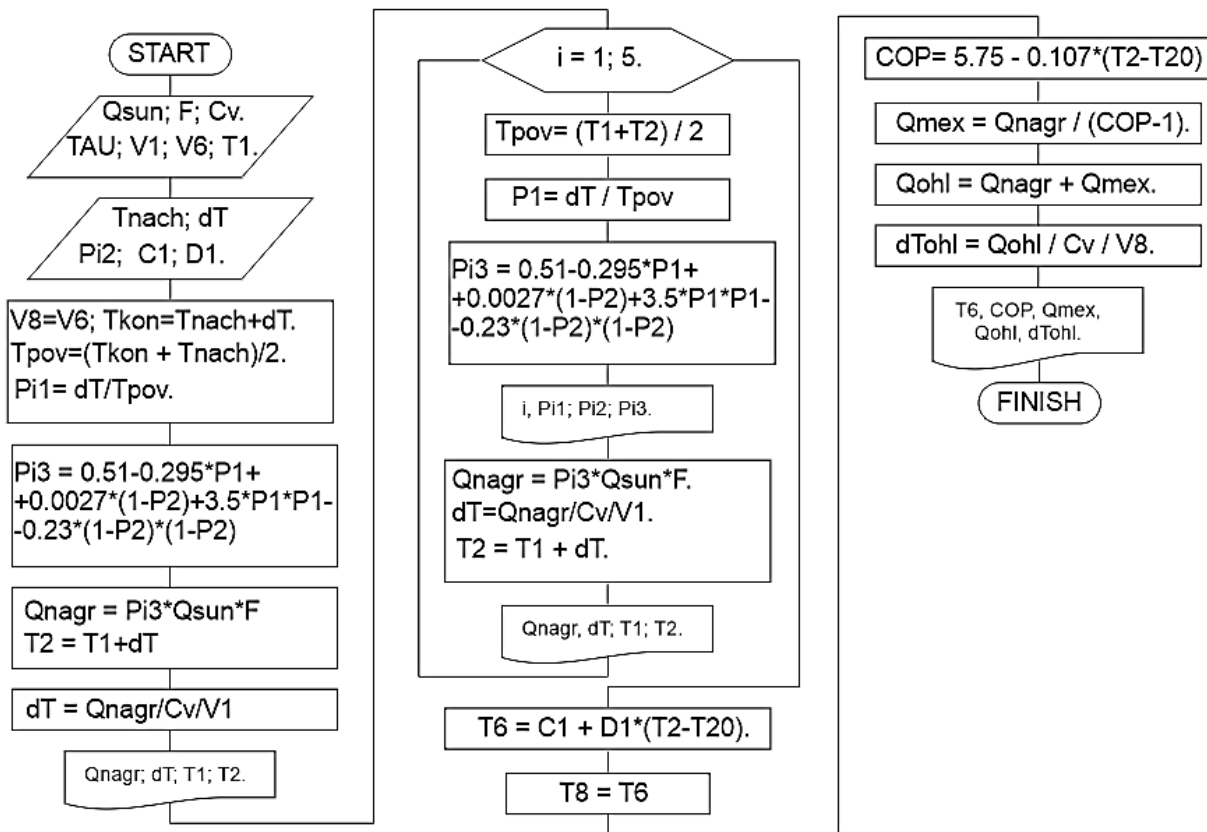 START
Qsun; F; Cv.
TAU; V1; V6; T1.
Tnach; dT
Pi2; C1; D1.
V8=V6; Tkon=Tnach+dT.
Tpov=(Tkon + Tnach)/2.
Pi1= dT/Tpov.
Pi3 = 0.51-0.295*P1+
+0.0027*(1-P2)+3.5*P1*P1-
-0.23*(1-P2)*(1-P2)
Qnagr = Pi3*Qsun*F
T2 = T1+dT
dT = Qnagr/Cv/V1
Qnagr; dT; T1; T2.
i = 1; 5.
Tpov= (T1+T2) / 2
P1= dT / Tpov
Pi3 = 0.51-0.295*P1+
+0.0027*(1-P2)+3.5*P1*P1-
-0.23*(1-P2)*(1-P2)
i, Pi1; Pi2; Pi3.
Qnagr = Pi3*Qsun*F.
dT=Qnagr/Cv/V1.
T2 = T1 + dT.
Qnagr, dT; T1; T2.
T6 = C1 + D1*(T2-T20).
T8 = T6
COP= 5.75 - 0.107*(T2-T20)
Qmex = Qnagr / (COP-1).
Qohl = Qnagr + Qmex.
dTohl = Qohl / Cv / V8.
T6, COP, Qmex,
Qohl, dTohl.
FINISH